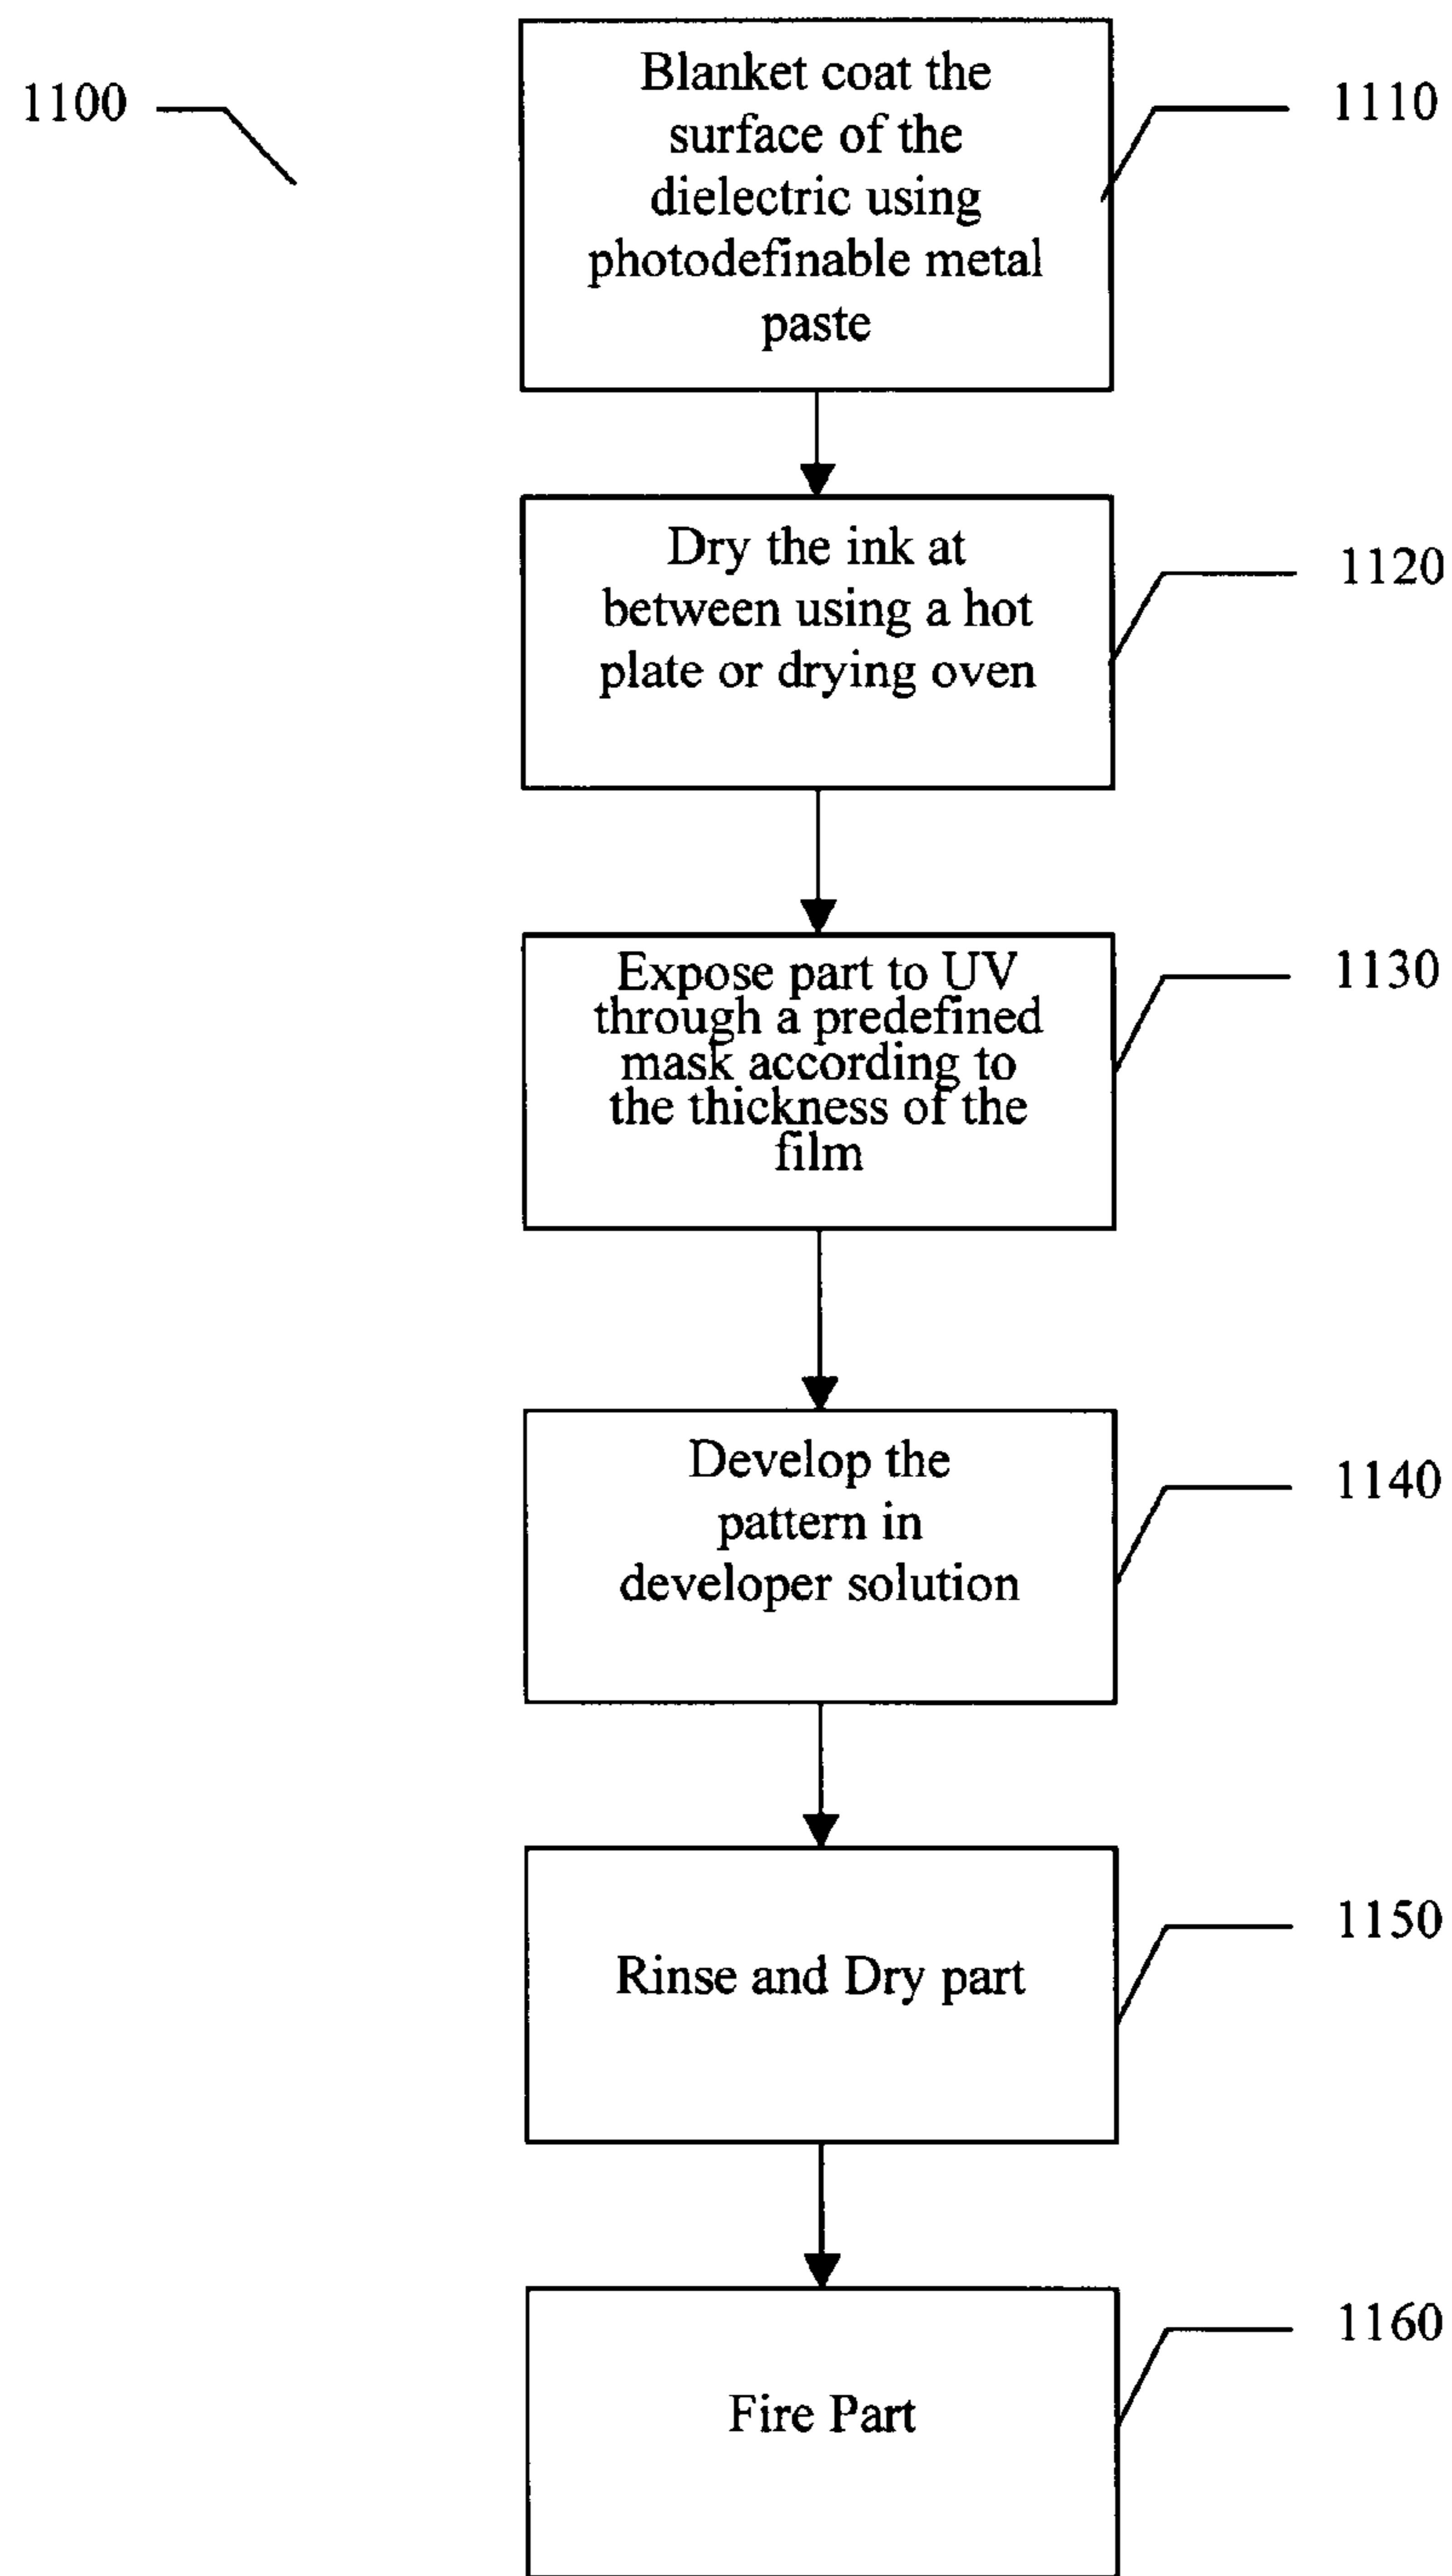 1100
Blanket coat the
surface of the
dielectric using
photodefinable metal
paste
1110
Dry the ink at
between using a hot
plate or drying oven
1120
Expose part to UV
through a predefined
mask according to
the thickness of the
film
1130
Develop the
pattern in
developer solution
1140
Rinse and Dry part
1150
Fire Part
1160